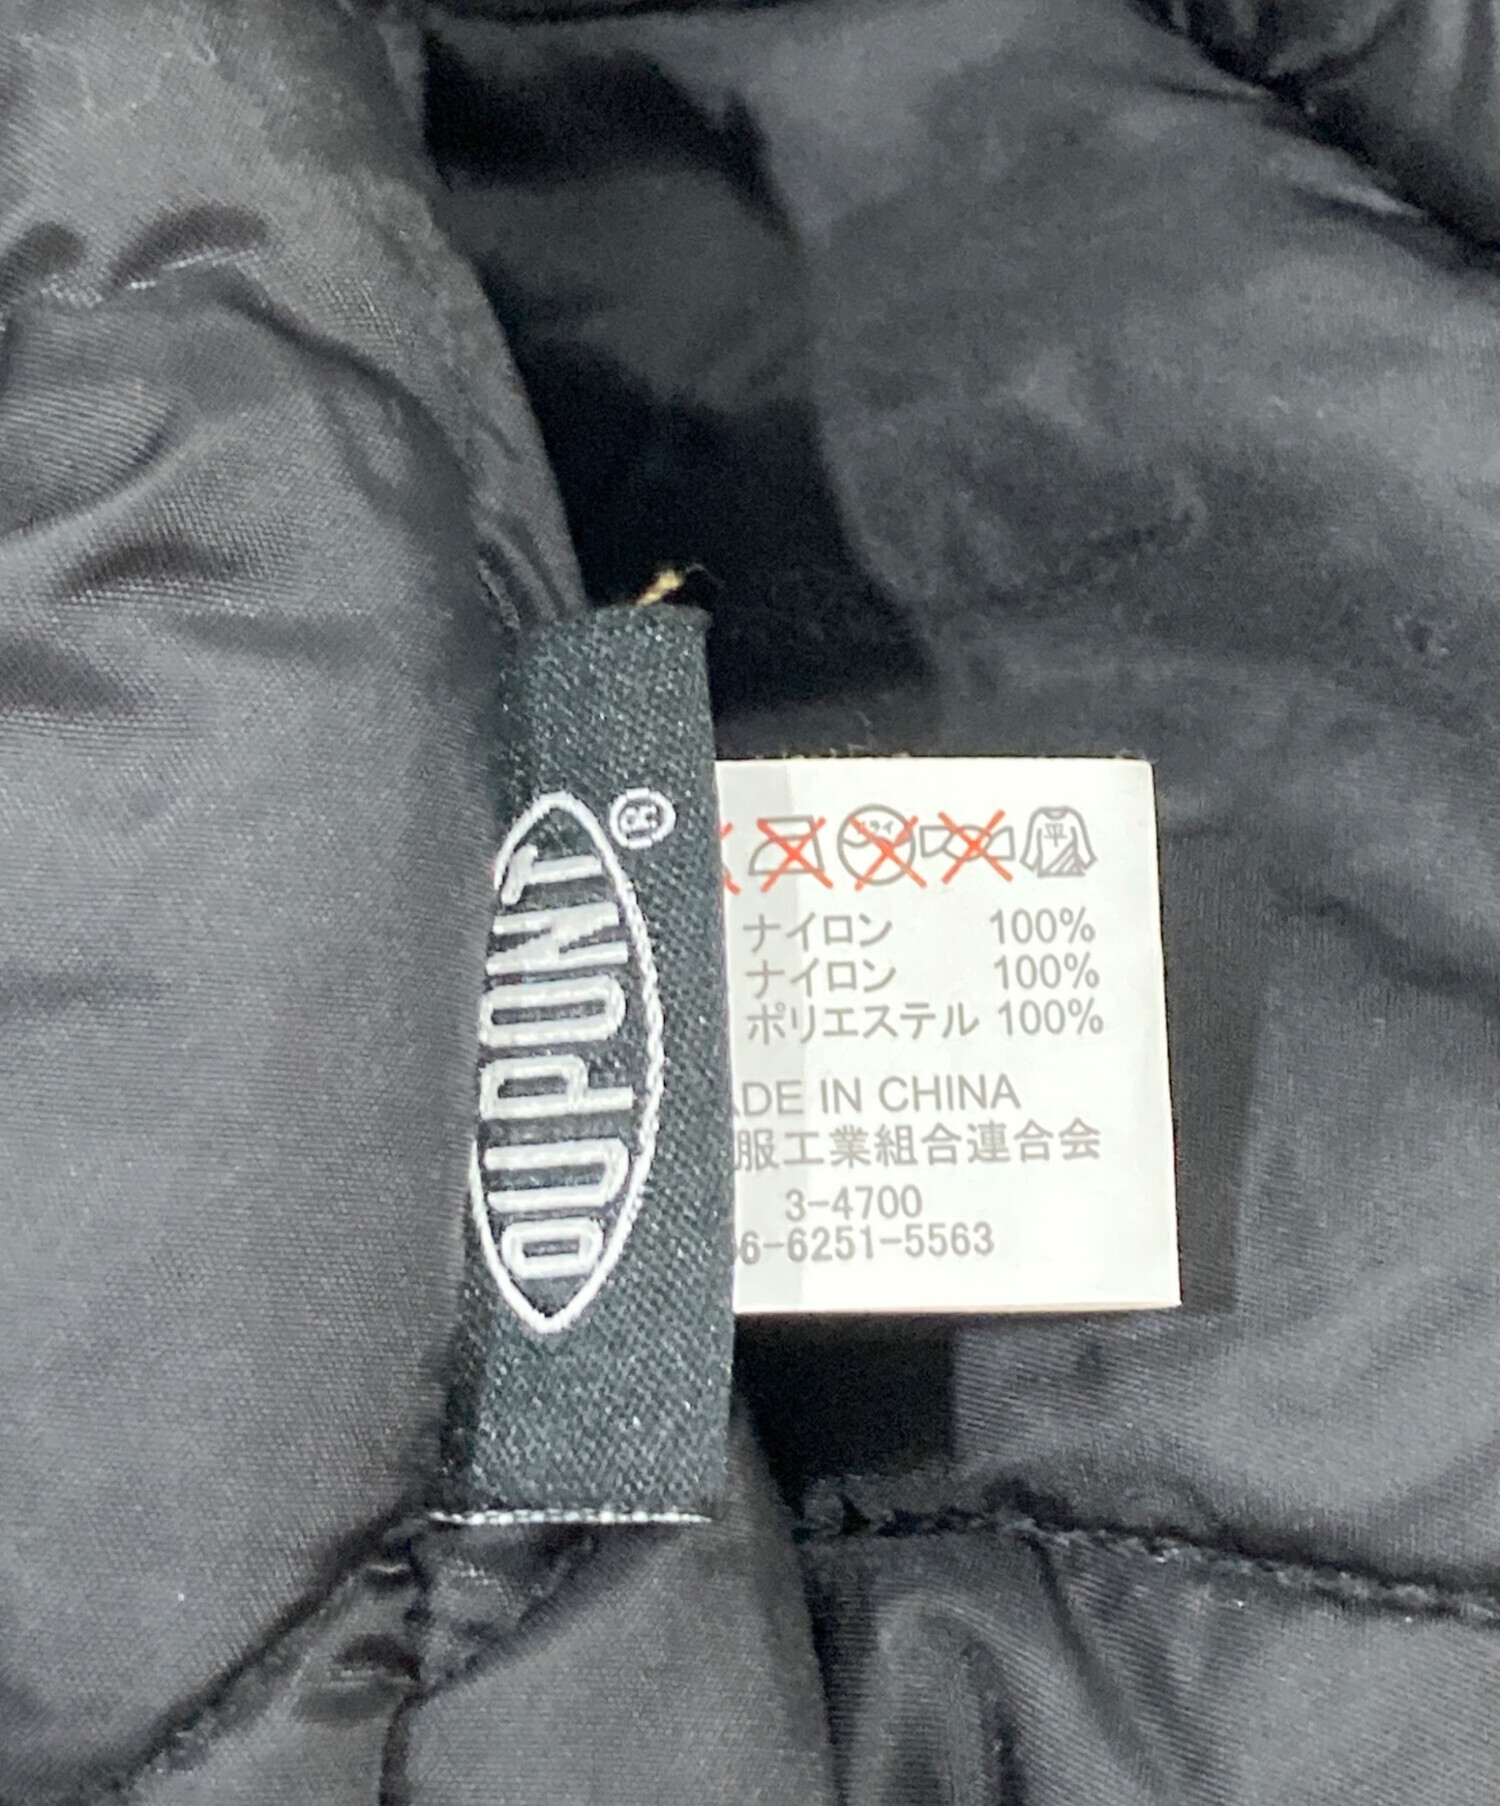 DUPONT®
ドライ
平
ナイロン 100%
ナイロン 100%
ポリエステル 100%
ADE IN CHINA
服工業組合連合会
3-4700
6-6251-5563